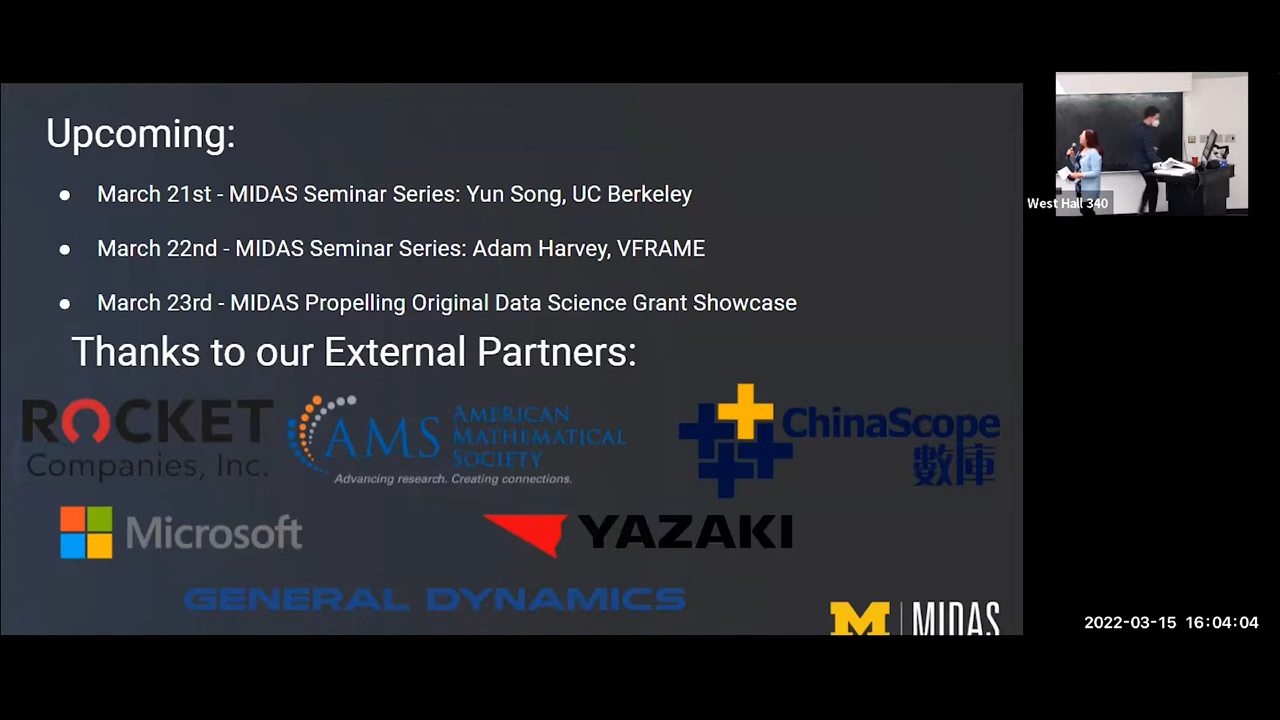 Upcoming:
● March 21st - MIDAS Seminar Series: Yun Song, UC Berkeley
● March 22nd - MIDAS Seminar Series: Adam Harvey, VFRAME
● March 23rd - MIDAS Propelling Original Data Science Grant Showcase
Thanks to our External Partners:
ROCKET
Companies, Inc.
AMS
AMERICAN
MATHEMATICAL
SOCIETY
Advancing research. Creating connections.
ChinaScope
數庫
Microsoft
YAZAKI
GENERAL DYNAMICS
M | MIDAS
West Hall 340
2022-03-15 16:04:04